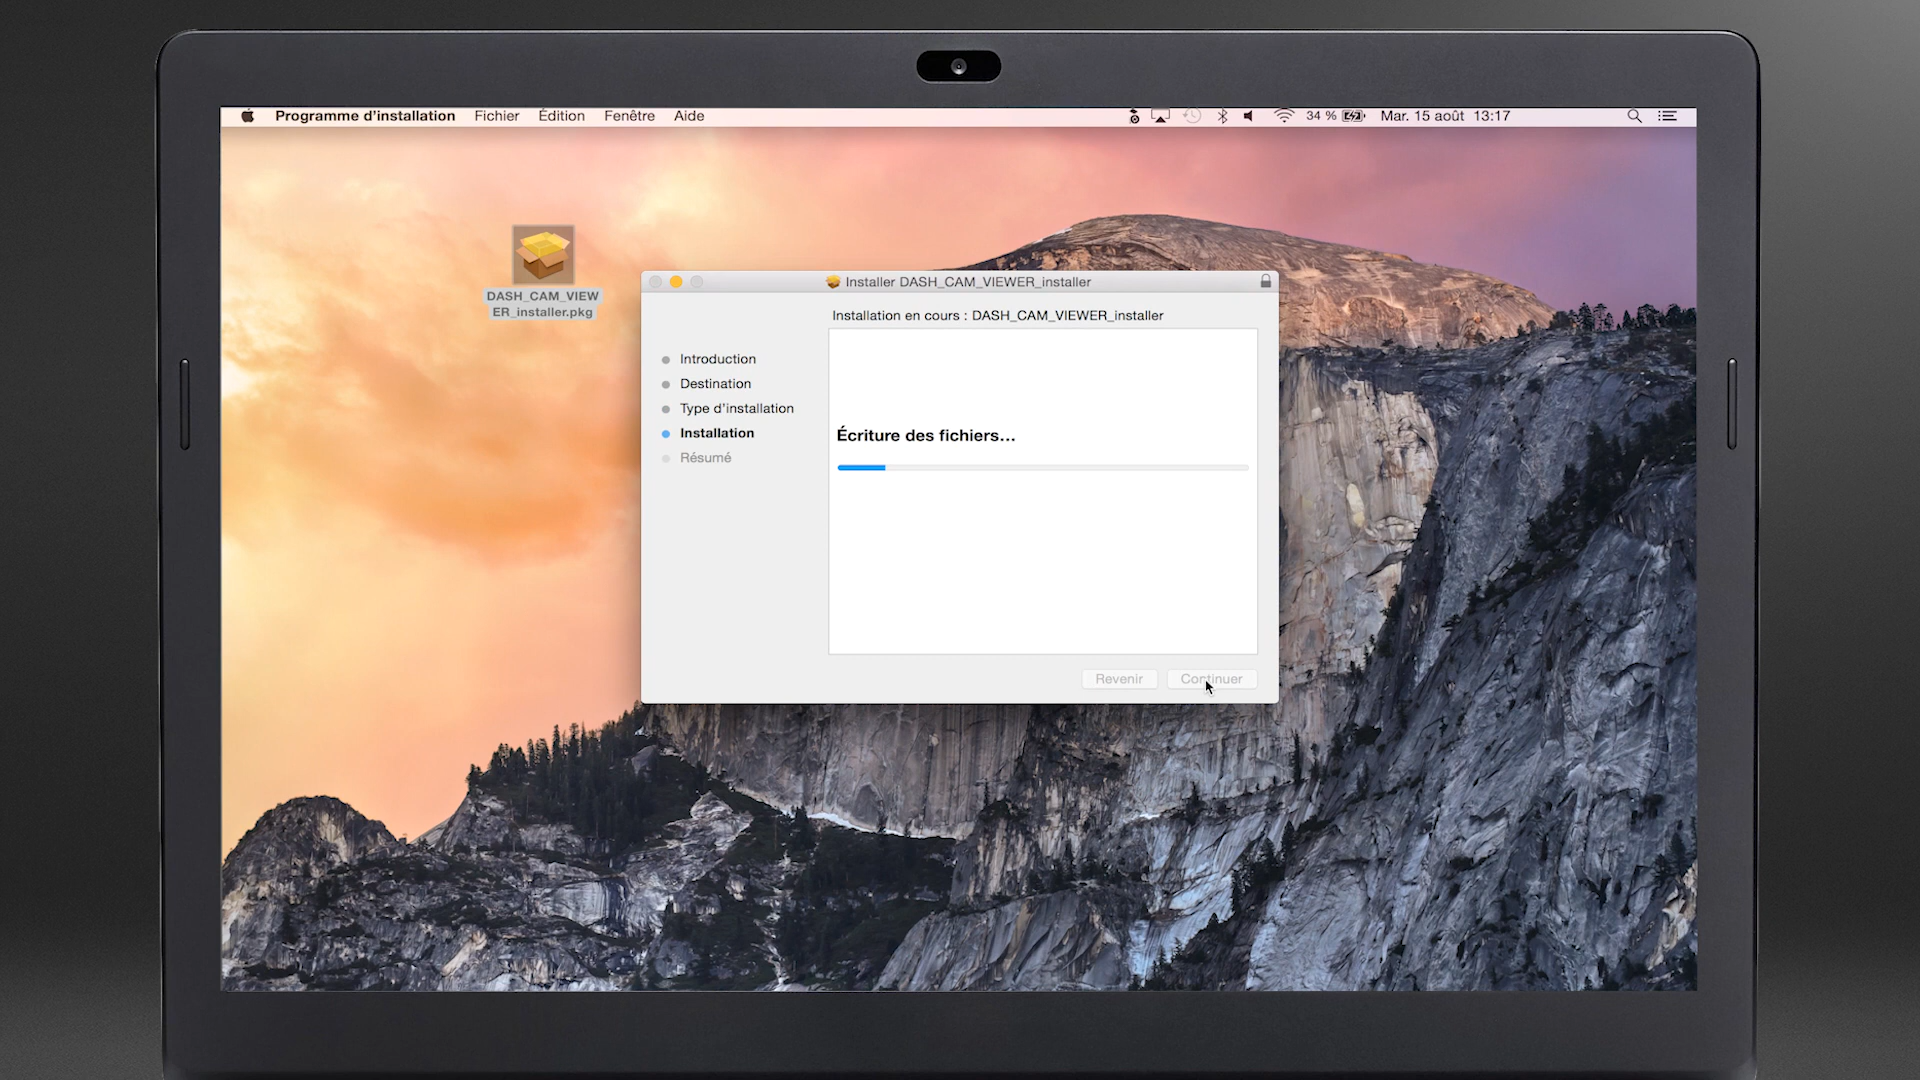 Programme d'installation Fichier Édition Fenêtre Aide 34 % Mar. 15 août 13:17
DASH_CAM_VIEW
ER_installer.pkg
Installer DASH_CAM_VIEWER_installer
Installation en cours : DASH_CAM_VIEWER_installer
Introduction
Destination
Type d'installation
Installation
Résumé
Écriture des fichiers...
Revenir Continuer